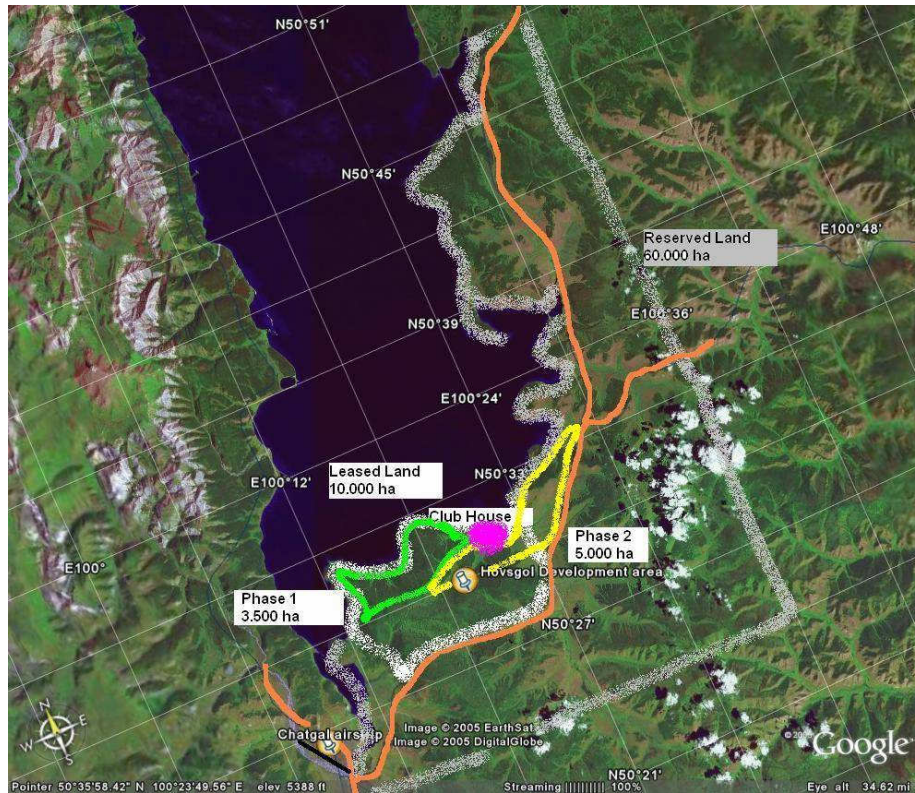 N50°51'
N50°45'
Reserved Land
60.000 ha
E100°48'
E100°36'
N50°39'
E100°24'
N50°33'
Leased Land
10.000 ha
E100°12'
Club House
Phase 2
5.000 ha
E100°
Hovsgol Development area
Phase 1
3.500 ha
N50°27'
N
E
W
S
Chatgal airstrip
Image © 2005 EarthSat
Image © 2005 DigitalGlobe
Google
N50°21'
Pointer 50°35'58.42" N 100°23'49.56" E elev 5388 ft
Streaming 100%
Eye alt 34.62 mi